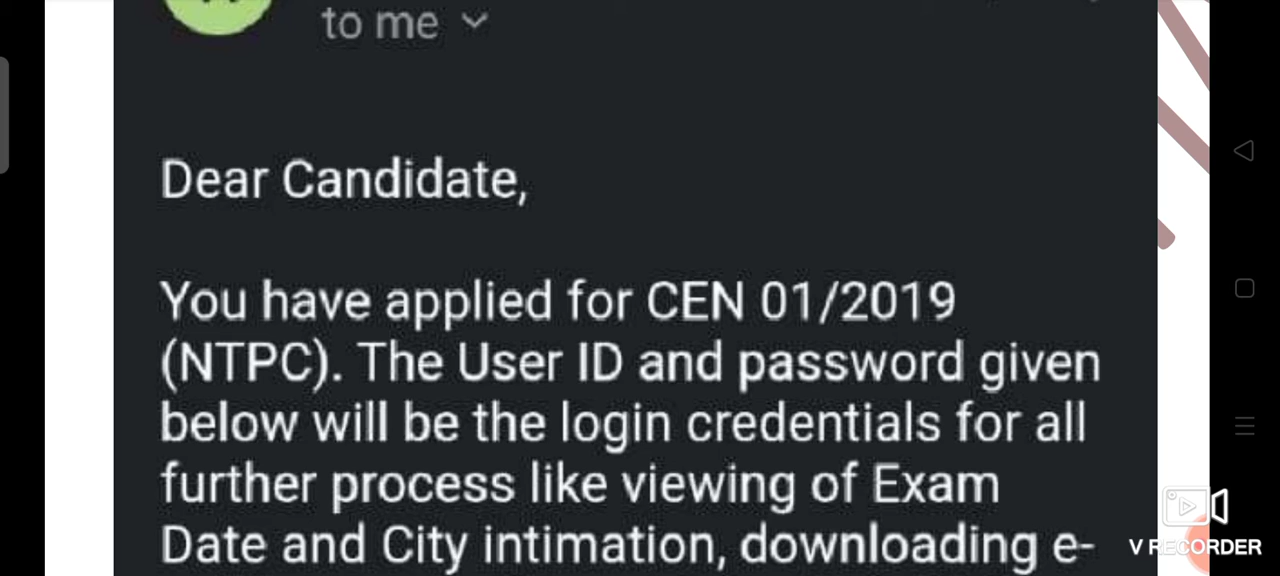 to me
Dear Candidate,
You have applied for CEN 01/2019
(NTPC). The User ID and password given
below will be the login credentials for all
further process like viewing of Exam
Date and City intimation, downloading e-
V RECORDER